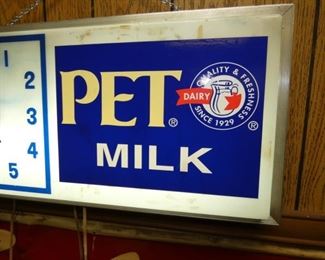 1
2
3
4
5
PET®
QUALITY & FRESHNESS
DAIRY
SINCE 1929
®
MILK